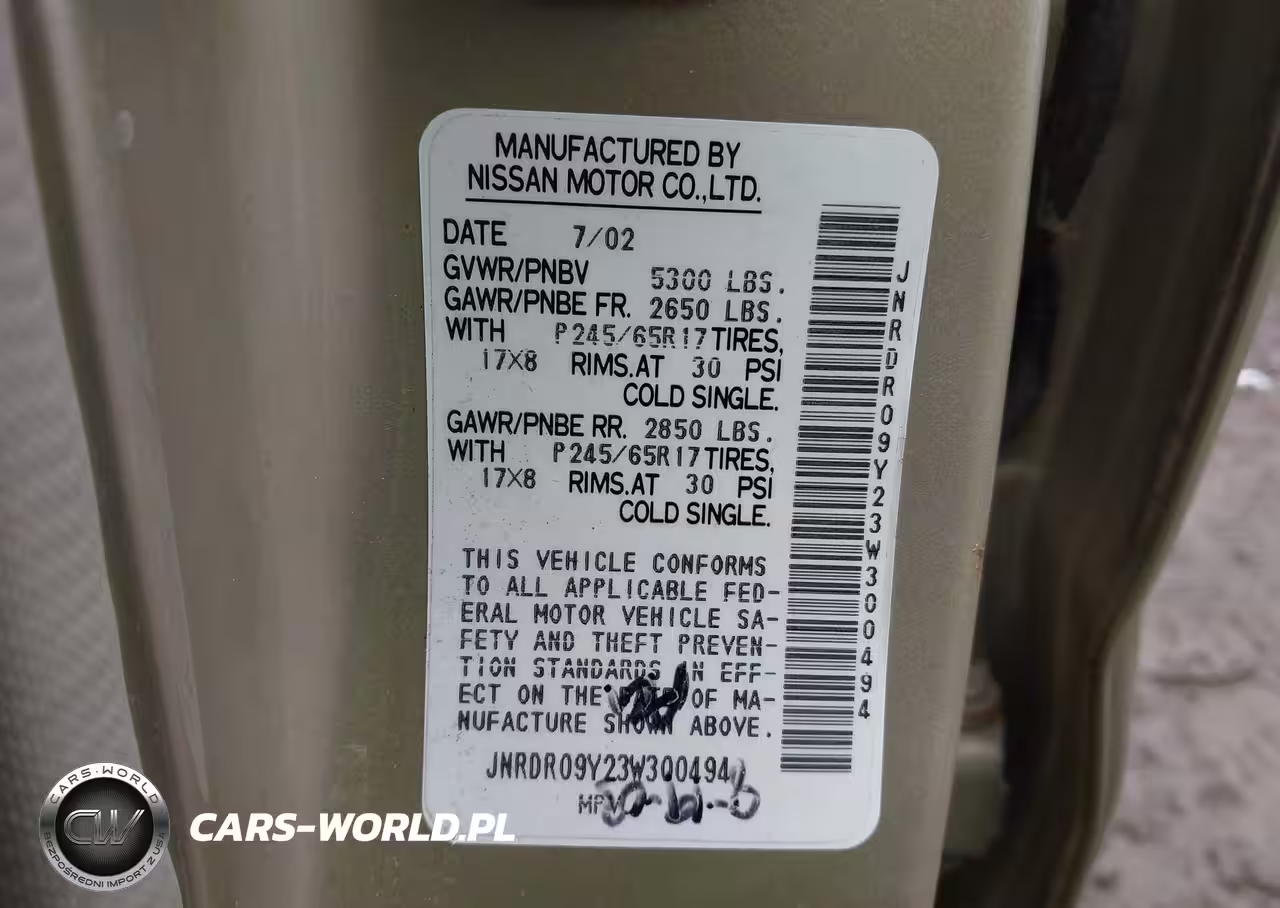 MANUFACTURED BY
NISSAN MOTOR CO.,LTD.
DATE 7/02
GVWR/PNBV 5300 LBS.
GAWR/PNBE FR. 2650 LBS.
WITH P245/65R17 TIRES,
17X8 RIMS.AT 30 PSI
COLD SINGLE.
GAWR/PNBE RR. 2850 LBS.
WITH P245/65R17 TIRES,
17X8 RIMS.AT 30 PSI
COLD SINGLE.
THIS VEHICLE CONFORMS
TO ALL APPLICABLE FED-
ERAL MOTOR VEHICLE SA-
FETY AND THEFT PREVEN-
TION STANDARDS IN EFF-
ECT ON THE OF MA-
NUFACTURE SHOWN ABOVE.
JNRDR09Y23W300494
MPV
JNRDR09Y23W300494
CARS-WORLD
CW
BEZPOŚREDNI IMPORT Z USA
CARS-WORLD.PL